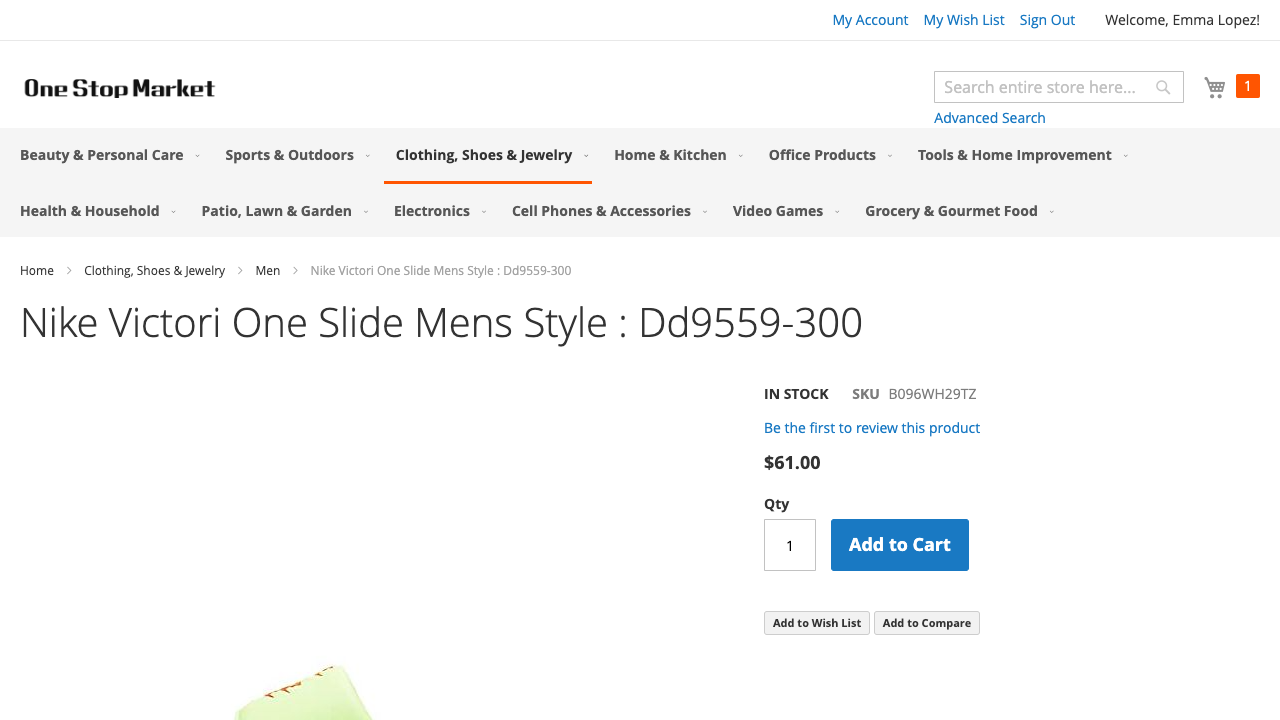 My Account My Wish List Sign Out Welcome, Emma Lopez!
One Stop Market
Search entire store here... 1
Advanced Search
Beauty & Personal Care Sports & Outdoors Clothing, Shoes & Jewelry Home & Kitchen Office Products Tools & Home Improvement
Health & Household Patio, Lawn & Garden Electronics Cell Phones & Accessories Video Games Grocery & Gourmet Food
Home Clothing, Shoes & Jewelry Men Nike Victori One Slide Mens Style : Dd9559-300
Nike Victori One Slide Mens Style : Dd9559-300
IN STOCK SKU B096WH29TZ
Be the first to review this product
$61.00
Qty
1 Add to Cart
Add to Wish List Add to Compare